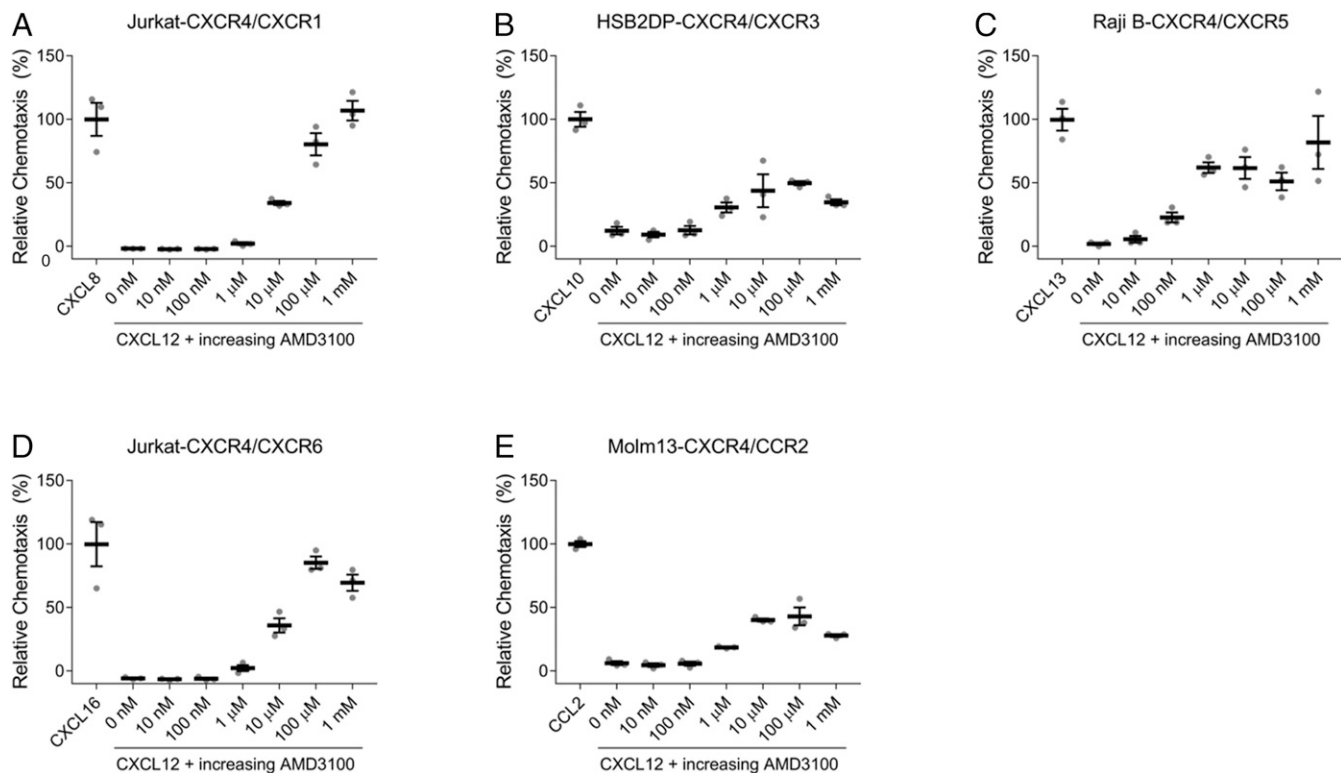 A
Jurkat-CXCR4/CXCR1
Relative Chemotaxis (%)
150
100
50
0
0
CXCL8
0 nM
10 nM
100 nM
1 μM
10 μM
100 μM
1 mM
CXCL12 + increasing AMD3100
B
HSB2DP-CXCR4/CXCR3
Relative Chemotaxis (%)
150
100
50
0
CXCL10
0 nM
10 nM
100 nM
1 μM
10 μM
100 μM
1 mM
CXCL12 + increasing AMD3100
C
Raji B-CXCR4/CXCR5
Relative Chemotaxis (%)
150
100
50
0
CXCL13
0 nM
10 nM
100 nM
1 μM
10 μM
100 μM
1 mM
CXCL12 + increasing AMD3100
D
Jurkat-CXCR4/CXCR6
Relative Chemotaxis (%)
150
100
50
0
CXCL16
0 nM
10 nM
100 nM
1 μM
10 μM
100 μM
1 mM
CXCL12 + increasing AMD3100
E
Molm13-CXCR4/CCR2
Relative Chemotaxis (%)
150
100
50
0
CCL2
0 nM
10 nM
100 nM
1 μM
10 μM
100 μM
1 mM
CXCL12 + increasing AMD3100